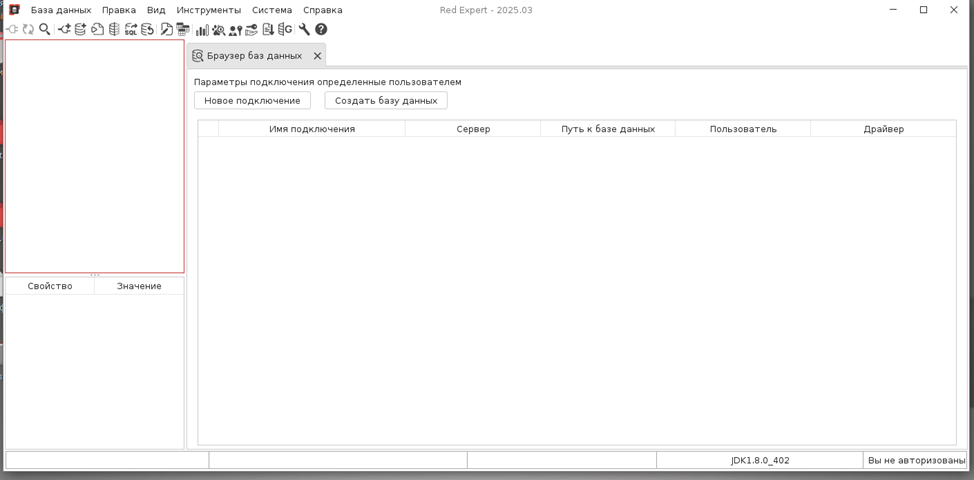 База данных Правка Вид Инструменты Система Справка Red Expert - 2025.03
SQL G
Браузер баз данных
Параметры подключения определенные пользователем
Новое подключение Создать базу данных
Имя подключения Сервер Путь к базе данных Пользователь Драйвер
Свойство Значение
JDK1.8.0_402 Вы не авторизованы